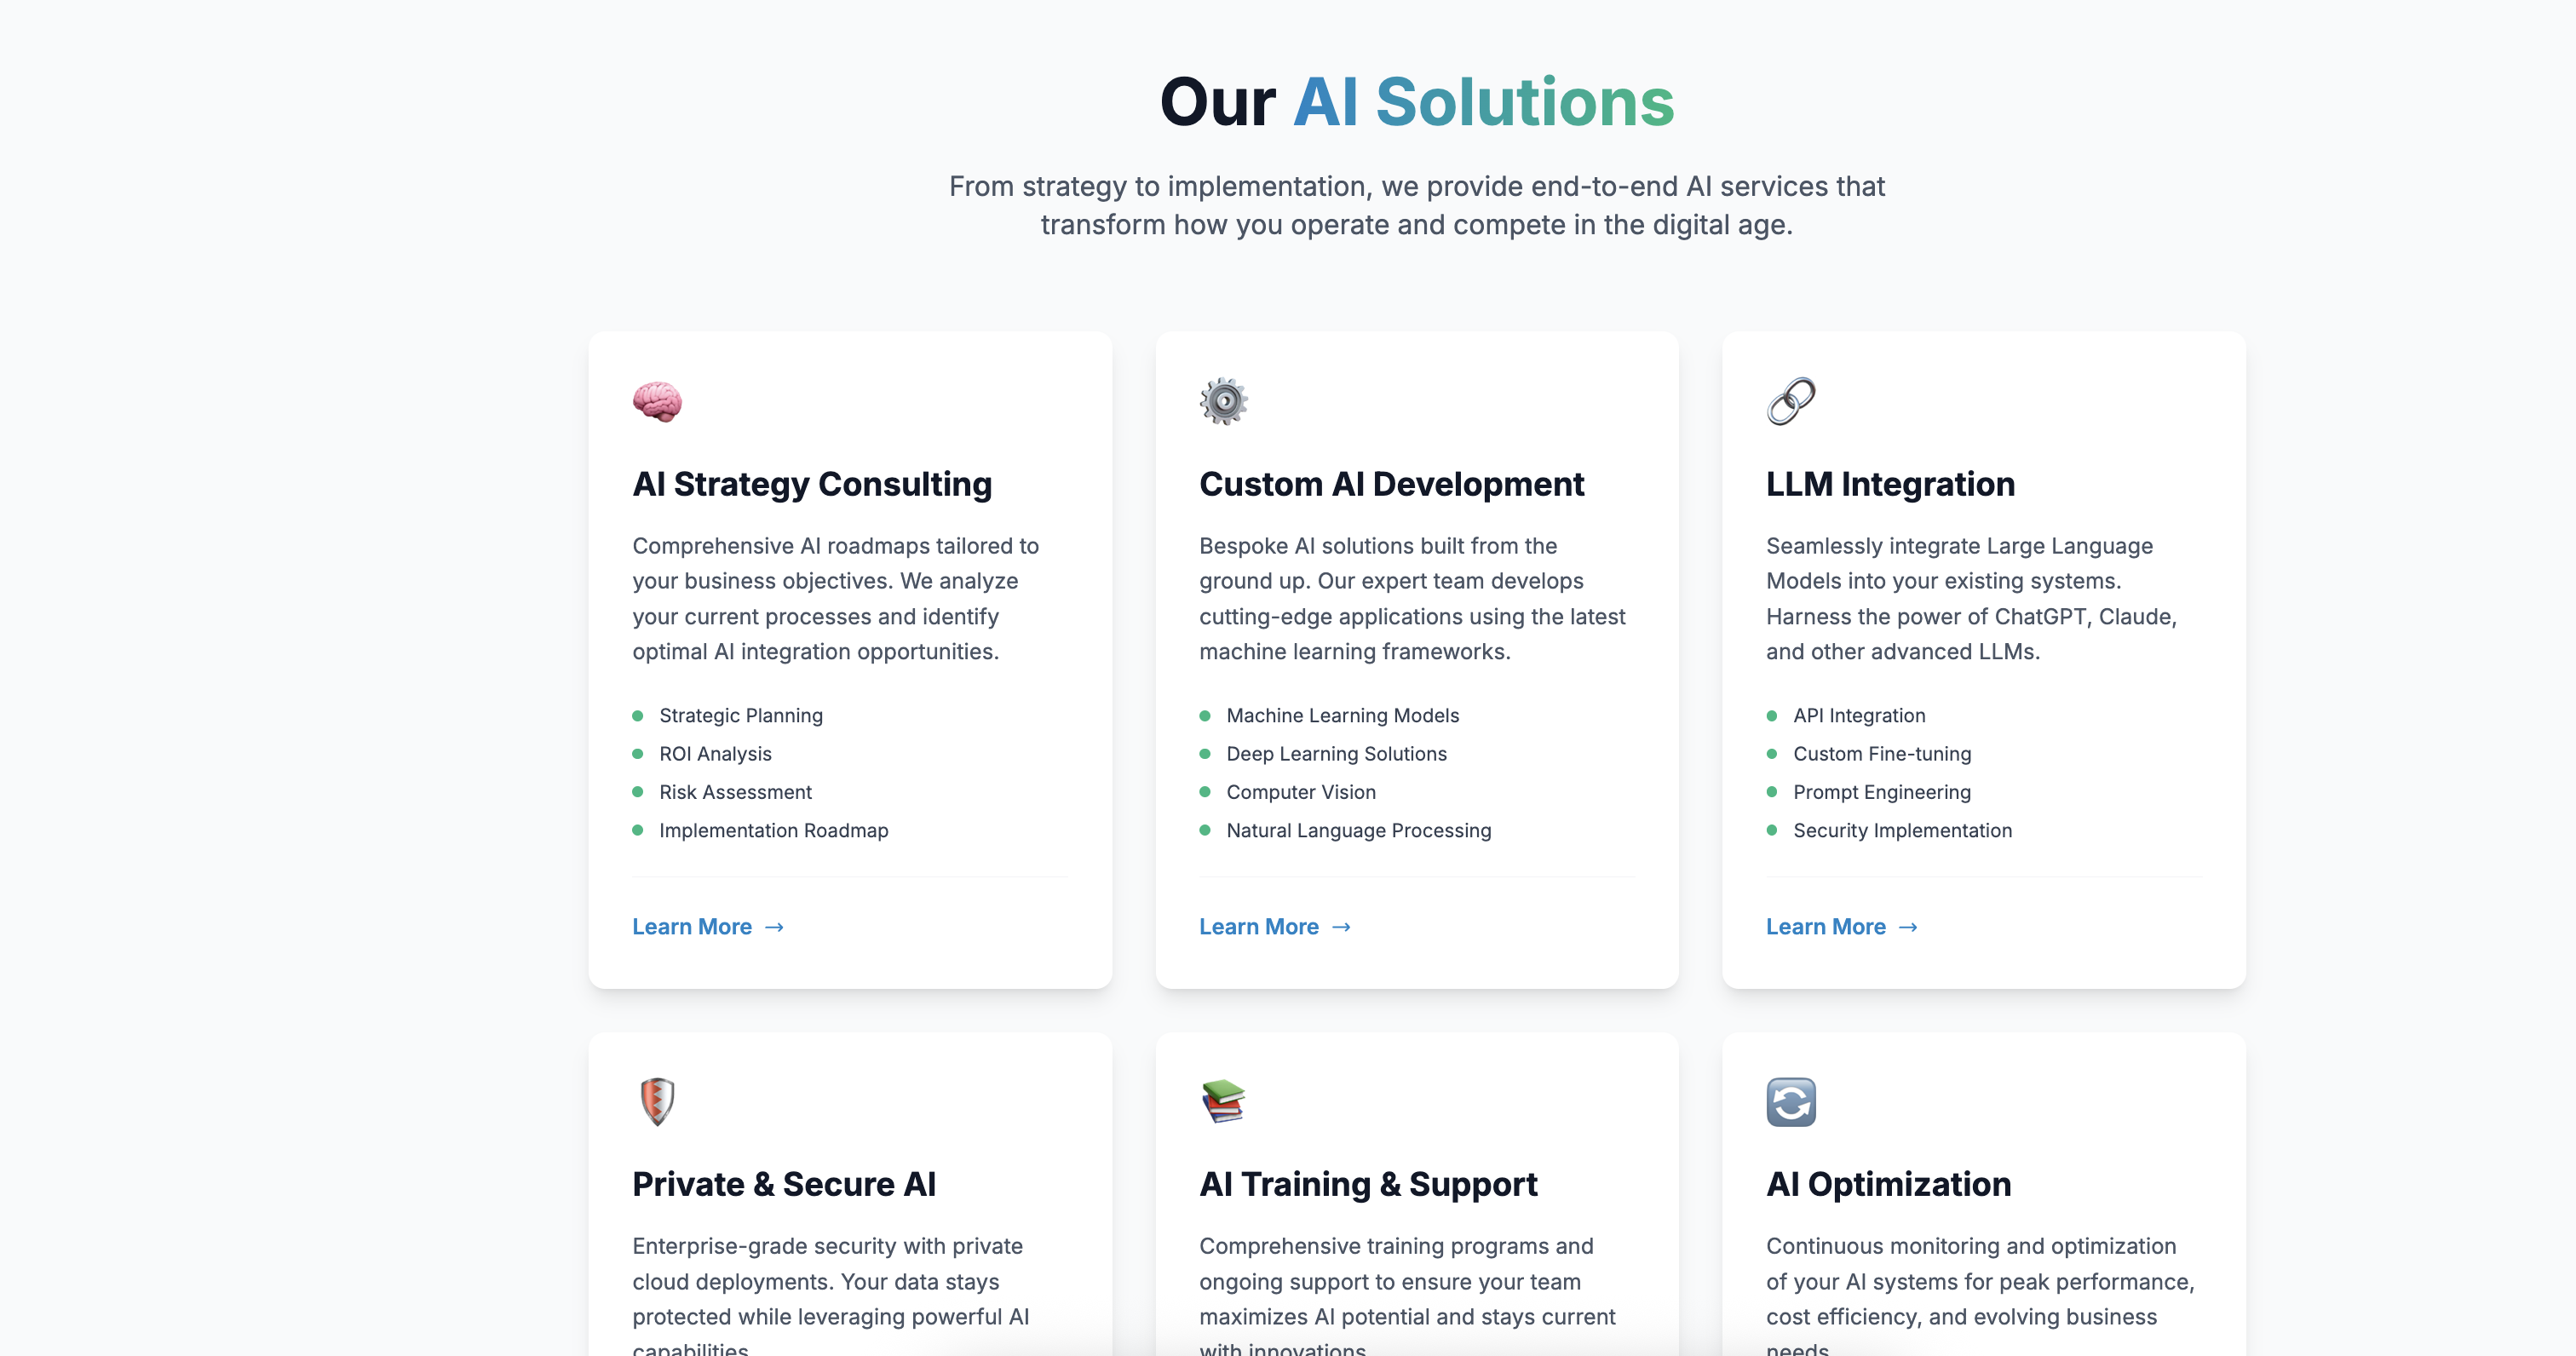 Our AI Solutions
From strategy to implementation, we provide end-to-end AI services that
transform how you operate and compete in the digital age.
AI Strategy Consulting
Comprehensive AI roadmaps tailored to
your business objectives. We analyze
your current processes and identify
optimal AI integration opportunities.
Strategic Planning
ROI Analysis
Risk Assessment
Implementation Roadmap
Learn More →
Custom AI Development
Bespoke AI solutions built from the
ground up. Our expert team develops
cutting-edge applications using the latest
machine learning frameworks.
Machine Learning Models
Deep Learning Solutions
Computer Vision
Natural Language Processing
Learn More →
LLM Integration
Seamlessly integrate Large Language
Models into your existing systems.
Harness the power of ChatGPT, Claude,
and other advanced LLMs.
API Integration
Custom Fine-tuning
Prompt Engineering
Security Implementation
Learn More →
Private & Secure AI
Enterprise-grade security with private
cloud deployments. Your data stays
protected while leveraging powerful AI
capabilities.
AI Training & Support
Comprehensive training programs and
ongoing support to ensure your team
maximizes AI potential and stays current
with innovations.
AI Optimization
Continuous monitoring and optimization
of your AI systems for peak performance,
cost efficiency, and evolving business
needs.